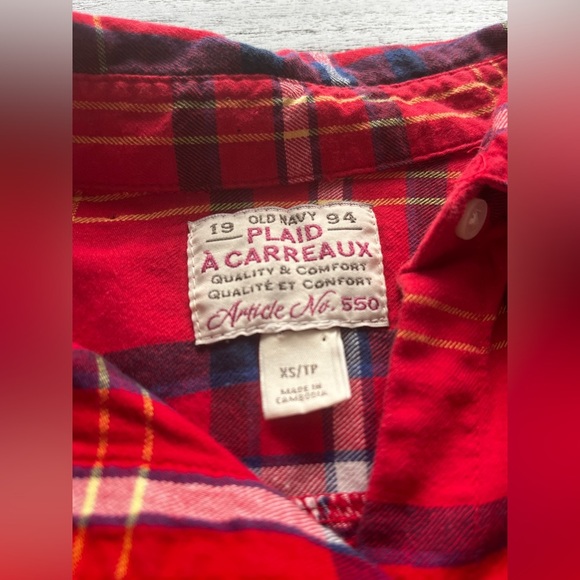 OLD NAVY
19 94
PLAID
À CARREAUX
QUALITY & COMFORT
QUALITÉ ET CONFORT
Article No. 550
XS/TP
MADE IN
CAMBODIA